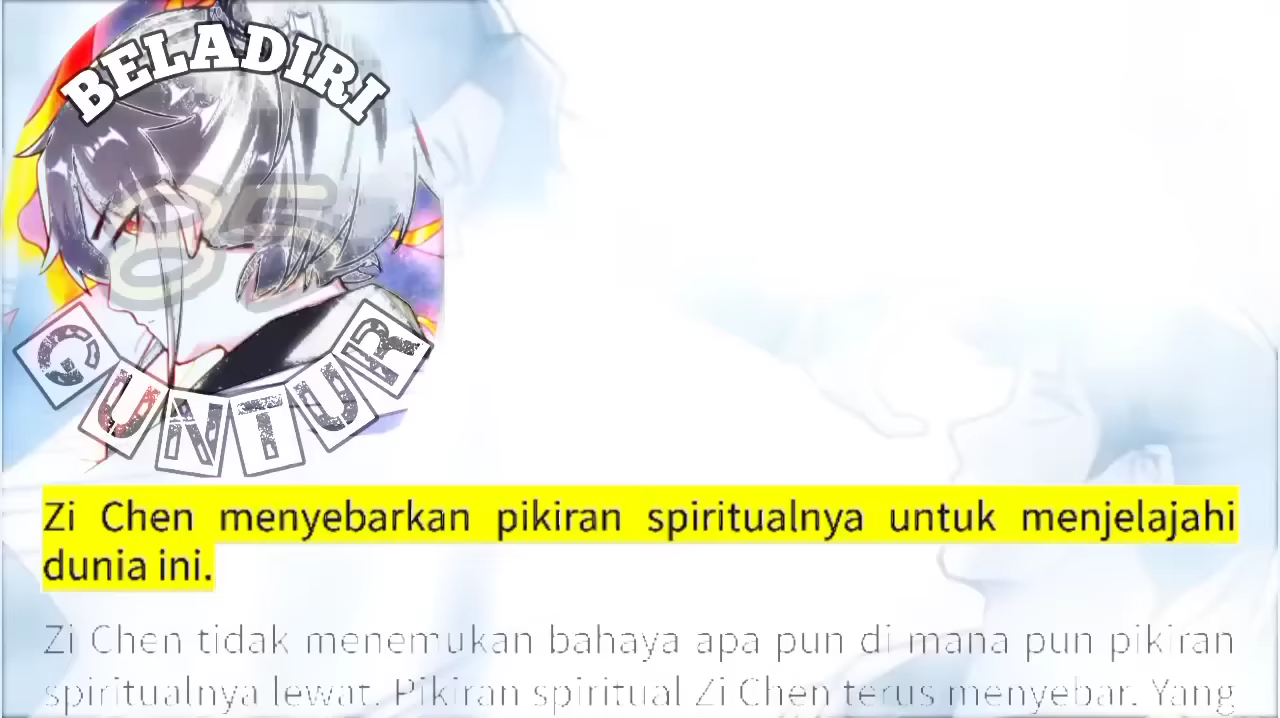 BELADIRI
85
GUNTUR
Zi Chen menyebarkan pikiran spiritualnya untuk menjelajahi
dunia ini.
Zi Chen tidak menemukan bahaya apa pun di mana pun pikiran
spiritualnya lewat. Pikiran spiritual Zi Chen terus menyebar. Yang